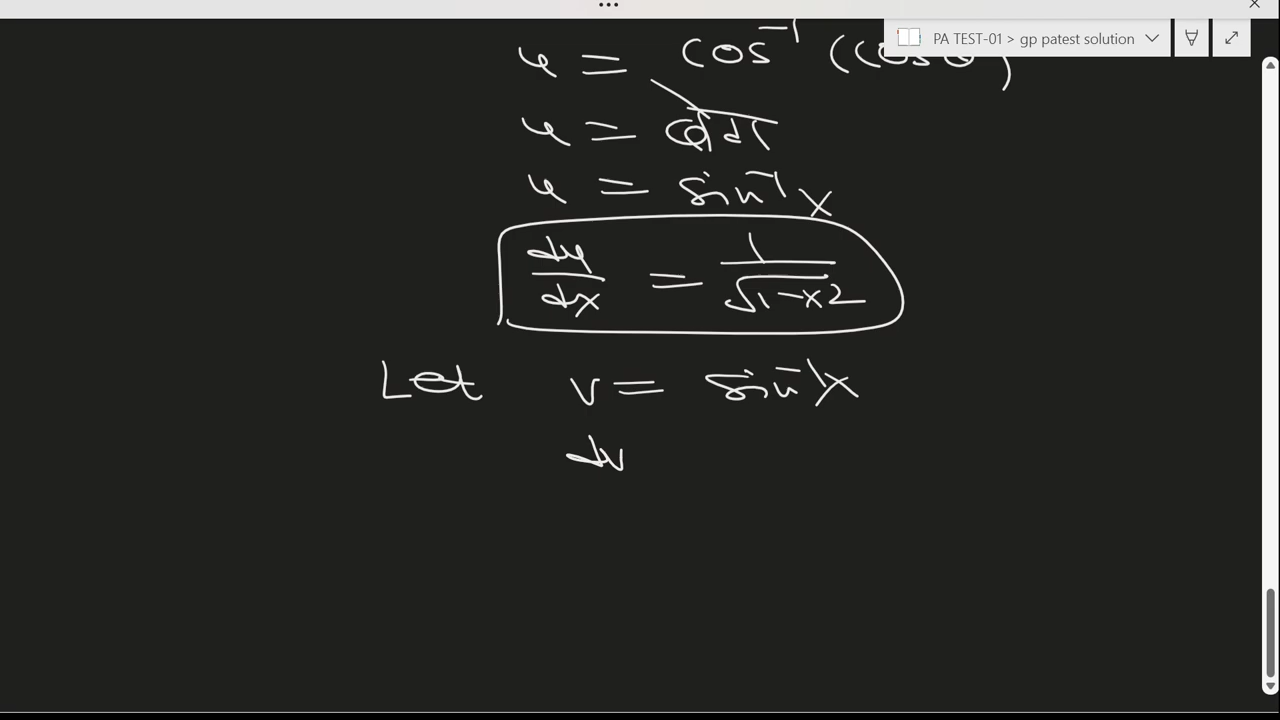 PA TEST-01 > gp patest solution
u = cos⁻¹ (cosθ)
u =
u = sin⁻¹x
du/dx = 1/√1-x2
Let v = sin⁻¹x
dv